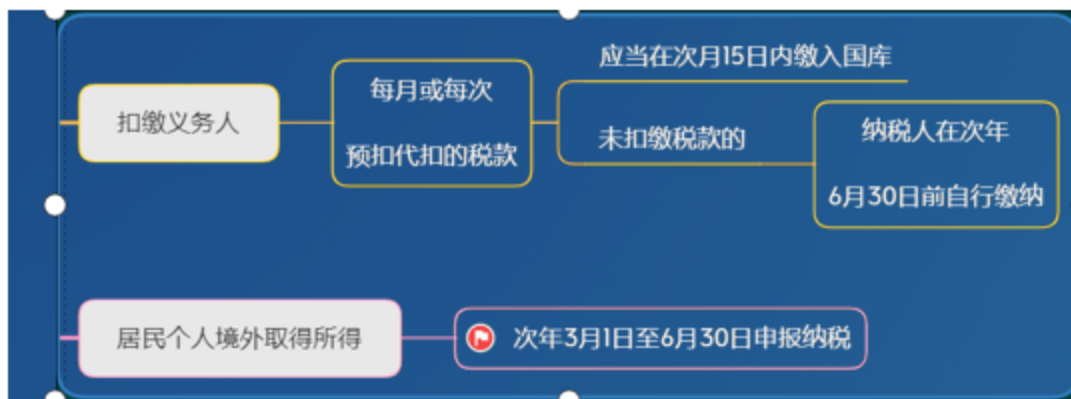 应当在次月15日内缴入国库
扣缴义务人
每月或每次
预扣代扣的税款
未扣缴税款的
纳税人在次年
6月30日前自行缴纳
居民个人境外取得所得
次年3月1日至6月30日申报纳税